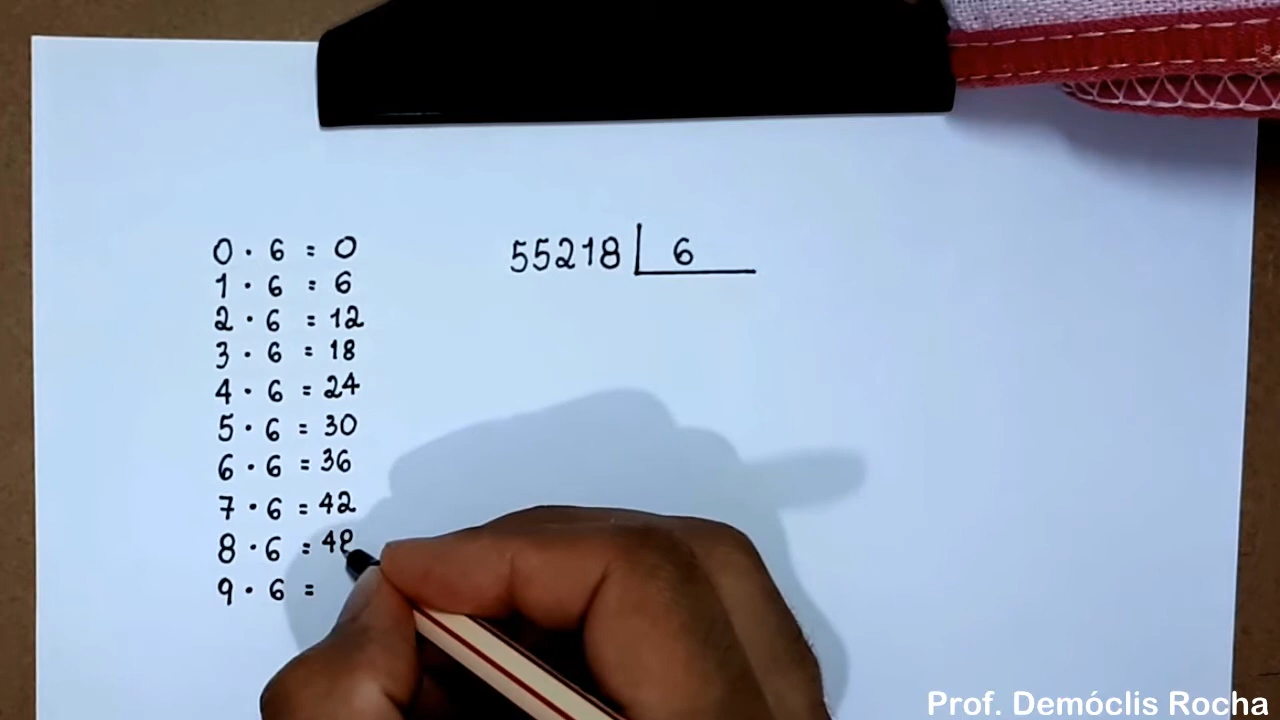 0 · 6 = 0
1 · 6 = 6
2 · 6 = 12
3 · 6 = 18
4 · 6 = 24
5 · 6 = 30
6 · 6 = 36
7 · 6 = 42
8 · 6 = 48
9 · 6 =
55218 6
Prof. Demóclis Rocha